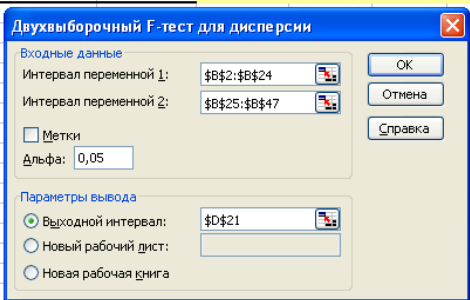 Двухвыборочный F-тест для дисперсии
Входные данные
Интервал переменной 1: $B$2:$B$24
Интервал переменной 2: $B$25:$B$47
Метки
Альфа: 0,05
Параметры вывода
Выходной интервал: $D$21
Новый рабочий лист:
Новая рабочая книга
OK
Отмена
Справка